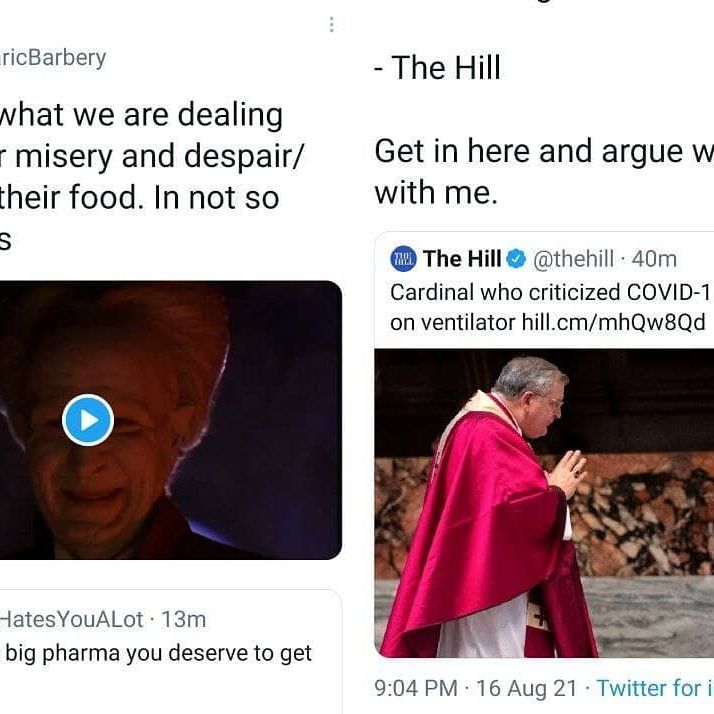 ricBarbery
what we are dealing
r misery and despair/
their food. In not so
s
HatesYouALot · 13m
big pharma you deserve to get
- The Hill
Get in here and argue w
with me.
THE HILL The Hill @thehill · 40m
Cardinal who criticized COVID-1
on ventilator hill.cm/mhQw8Qd
9:04 PM · 16 Aug 21 · Twitter for i